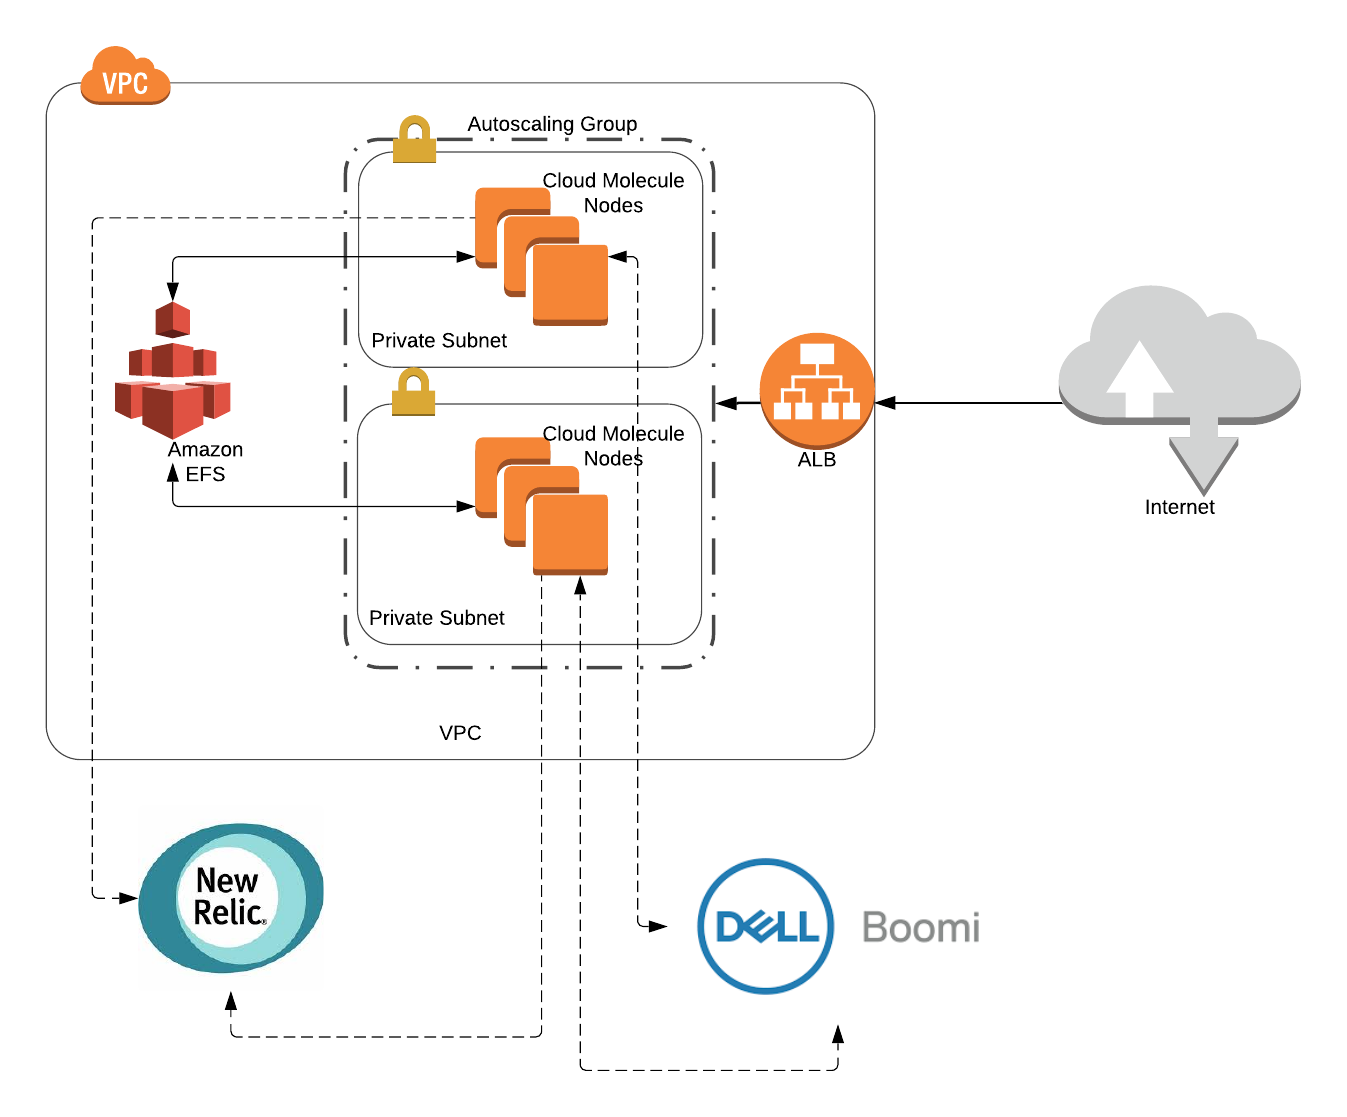 VPC
Autoscaling Group
Cloud Molecule
Nodes
Private Subnet
Amazon
EFS
Cloud Molecule
Nodes
Private Subnet
ALB
Internet
VPC
New
Relic®
DELL Boomi